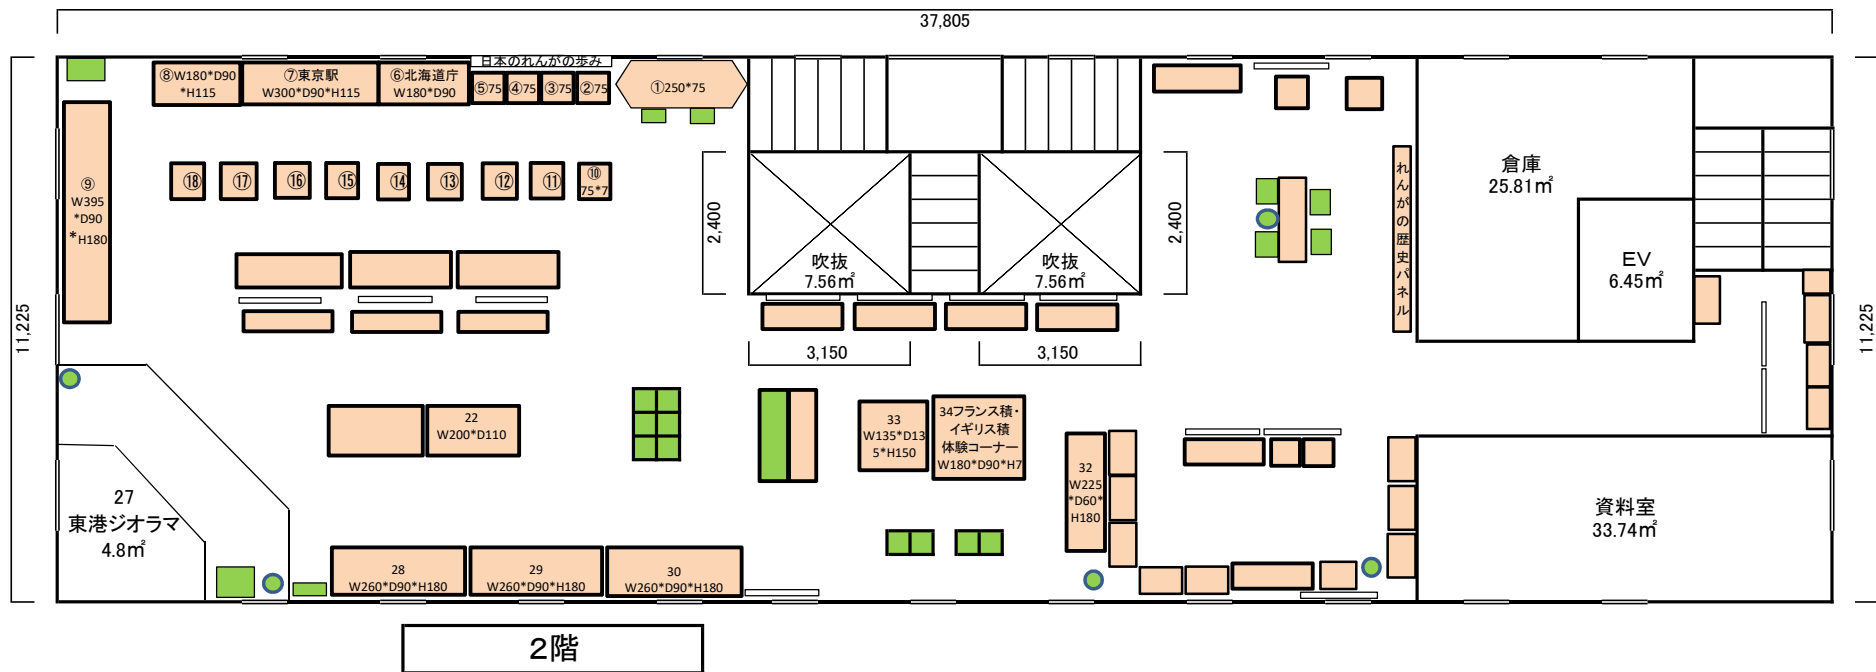 37,805
日本のれんがの歩み
⑧W180*D90
*H115
⑦東京駅
W300*D90*H115
⑥北海道庁
W180*D90
⑤75
④75
③75
②75
①250*75
⑨
W395
*D90
*H180
⑱
⑰
⑯
⑮
⑭
⑬
⑫
⑪
⑩
75*7
2,400
吹抜
7.56㎡
吹抜
7.56㎡
2,400
3,150
3,150
れんがの歴史パネル
倉庫
25.81㎡
EV
6.45㎡
11,225
11,225
22
W200*D110
33
W135*D13
5*H150
34フランス積・
イギリス積
体験コーナー
W180*D90*H7
32
W225
*D60*
H180
27
東港ジオラマ
4.8㎡
28
W260*D90*H180
29
W260*D90*H180
30
W260*D90*H180
資料室
33.74㎡
2階